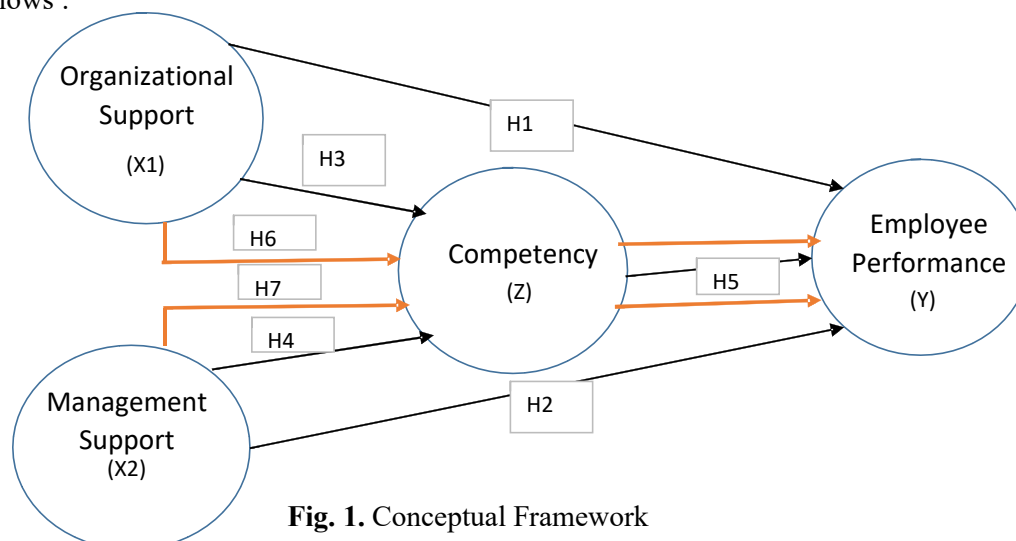 lows :
Organizational
Support
(X1)
H1
H3
H6
H7
H4
Competency
(Z)
H5
Employee
Performance
(Y)
Management
Support
(X2)
H2
Fig. 1. Conceptual Framework